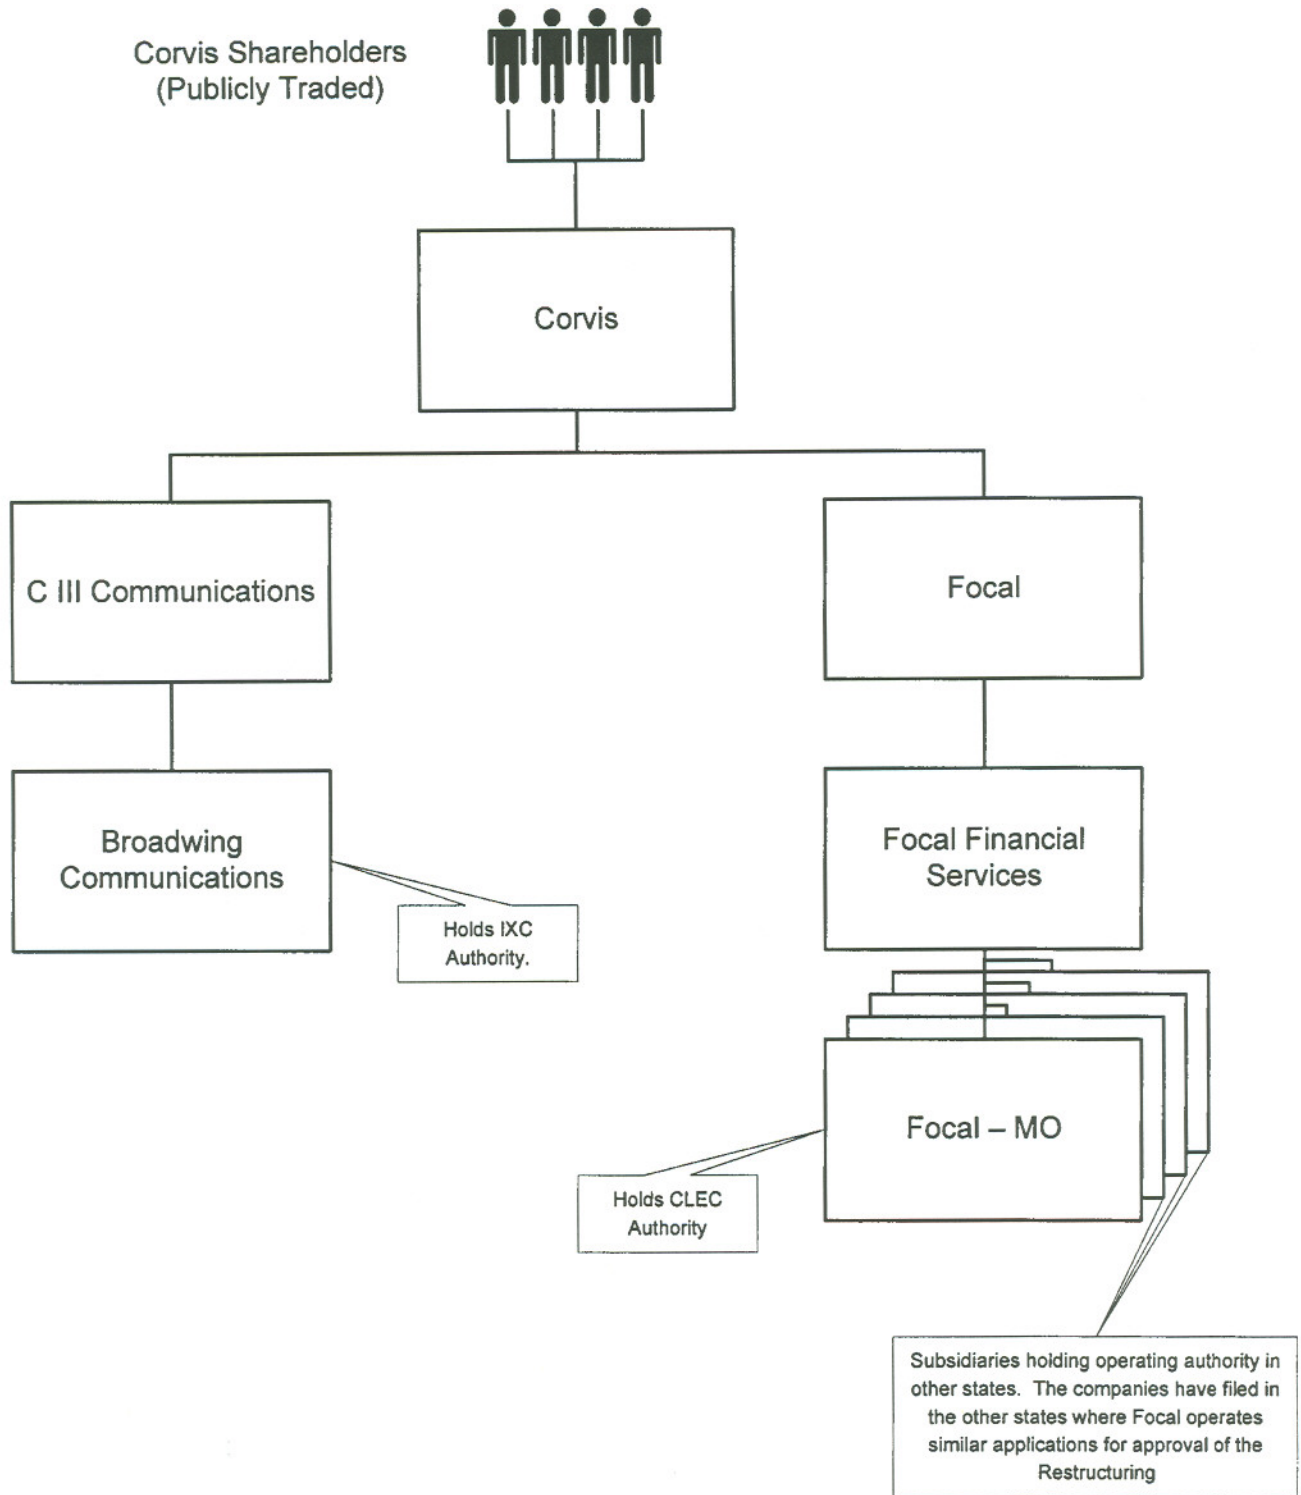 Corvis Shareholders
(Publicly Traded)
Corvis
C III Communications
Focal
Broadwing
Communications
Focal Financial
Services
Holds IXC
Authority.
Focal – MO
Holds CLEC
Authority
Subsidiaries holding operating authority in
other states. The companies have filed in
the other states where Focal operates
similar applications for approval of the
Restructuring